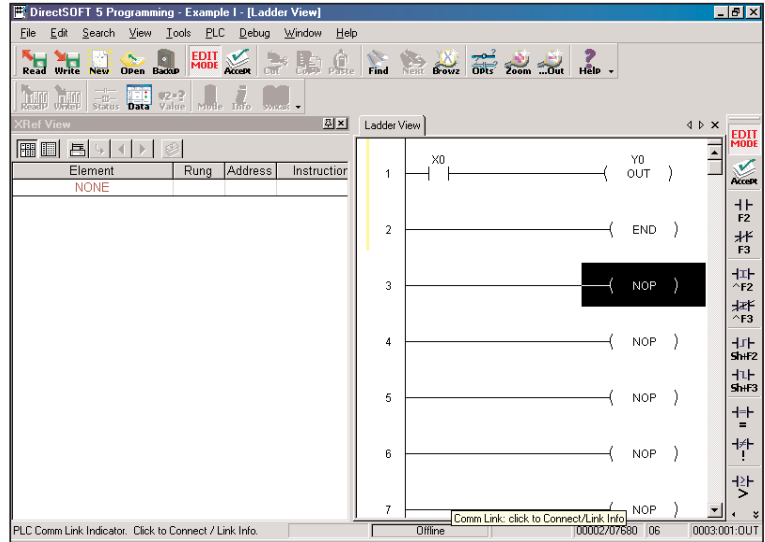 DirectSOFT 5 Programming - Example I - [Ladder View]
File Edit Search View Tools PLC Debug Window Help
Read Write New Open Backup EDIT MODE Accept Cut Copy Paste Find Next Browz Opts Zoom ...Out Help
ReadP WriteP Status Data Value Mode Info Syntax
XRef View
Ladder View
Element Rung Address Instruction
NONE
1 X0 Y0
OUT
2 END
3 NOP
4 NOP
5 NOP
6 NOP
7 NOP
EDIT
MODE
Accept
F2
F3
^F2
^F3
Sh+F2
Sh+F3
=
!
>
Comm Link: click to Connect/Link Info
PLC Comm Link Indicator. Click to Connect / Link Info. Offline 00002/07680 06 0003:001:OUT